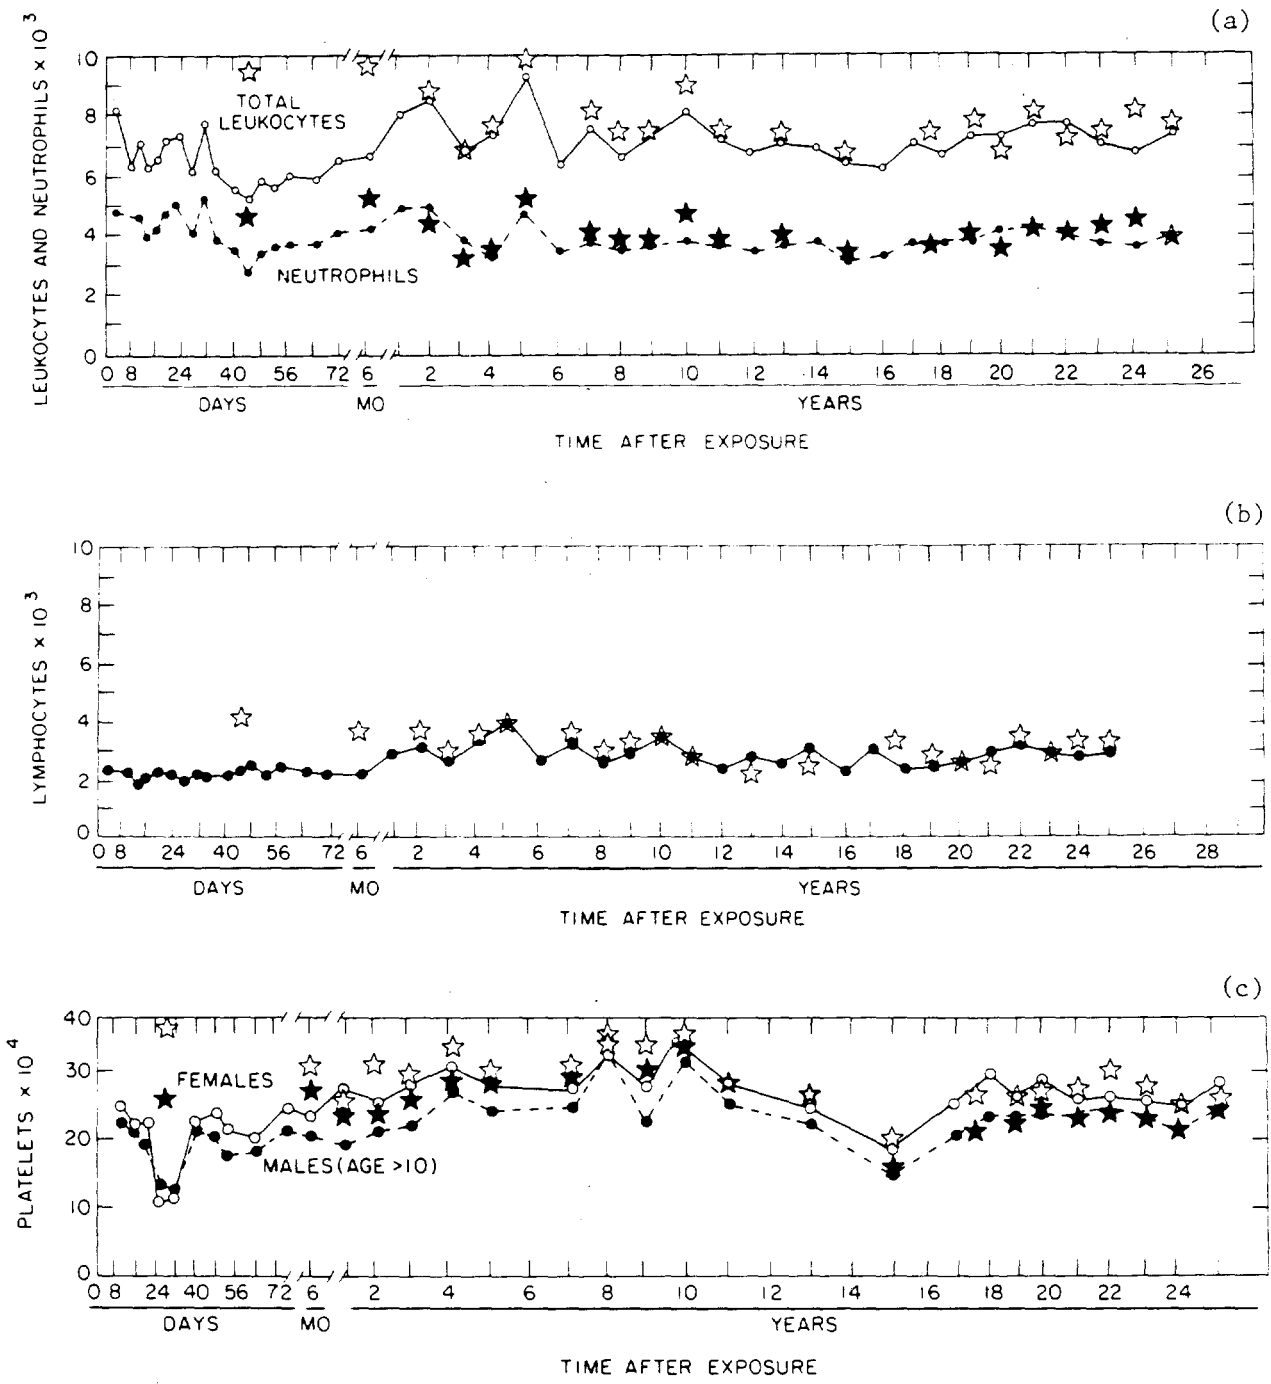 (a)
LEUKOCYTES AND NEUTROPHILS × 10³
10
8
6
4
2
0
TOTAL
LEUKOCYTES
NEUTROPHILS
0 8 24 40 56 72 6 2 4 6 8 10 12 14 16 18 20 22 24 26
DAYS MO YEARS
TIME AFTER EXPOSURE
(b)
LYMPHOCYTES × 10³
10
8
6
4
2
0
0 8 24 40 56 72 6 2 4 6 8 10 12 14 16 18 20 22 24 26 28
DAYS MO YEARS
TIME AFTER EXPOSURE
(c)
PLATELETS × 10⁴
40
30
20
10
0
FEMALES
MALES (AGE >10)
0 8 24 40 56 72 6 2 4 6 8 10 12 14 16 18 20 22 24
DAYS MO YEARS
TIME AFTER EXPOSURE